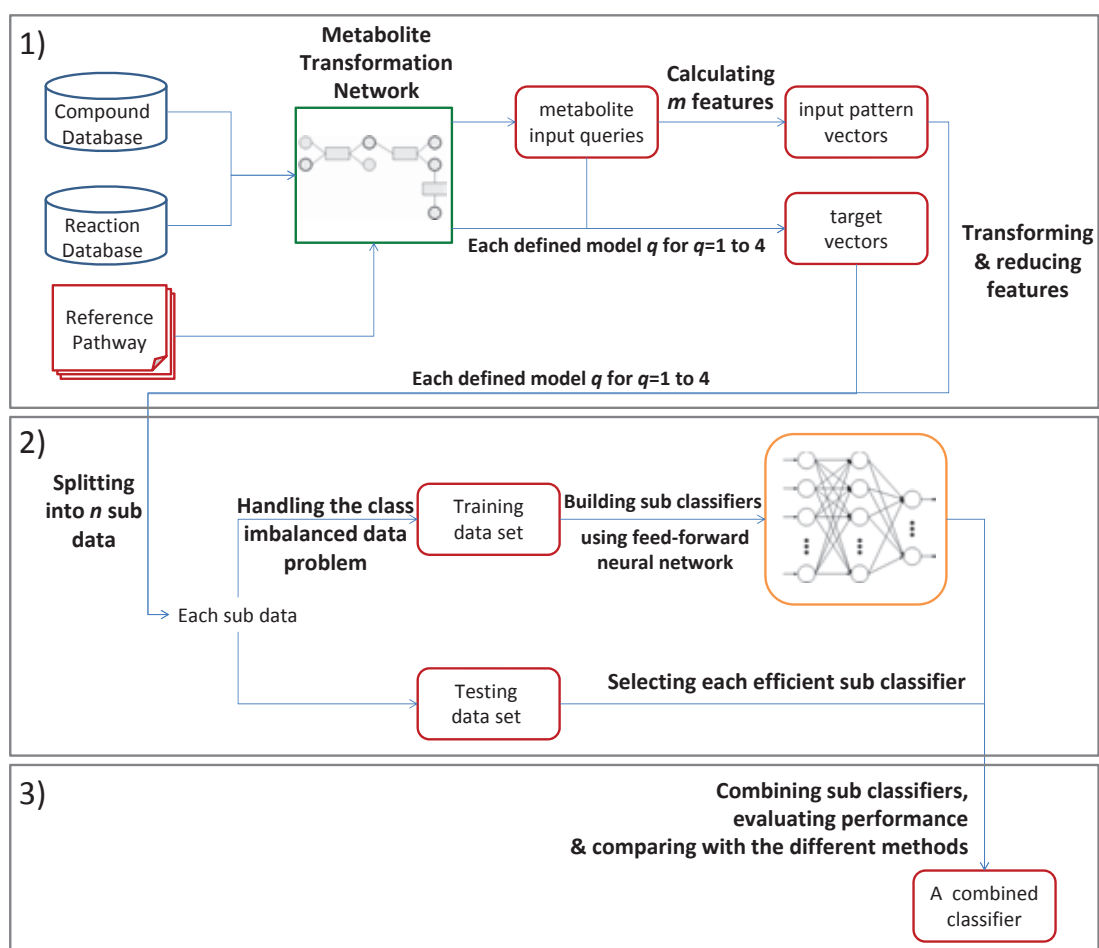 1)
Metabolite
Transformation
Network
Compound
Database
Reaction
Database
Reference
Pathway
metabolite
input queries
Calculating
m features
input pattern
vectors
Each defined model q for q=1 to 4
target
vectors
Transforming
& reducing
features
Each defined model q for q=1 to 4
2)
Splitting
into n sub
data
Each sub data
Handling the class
imbalanced data
problem
Training
data set
Building sub classifiers
using feed-forward
neural network
Testing
data set
Selecting each efficient sub classifier
3)
Combining sub classifiers,
evaluating performance
& comparing with the different methods
A combined
classifier